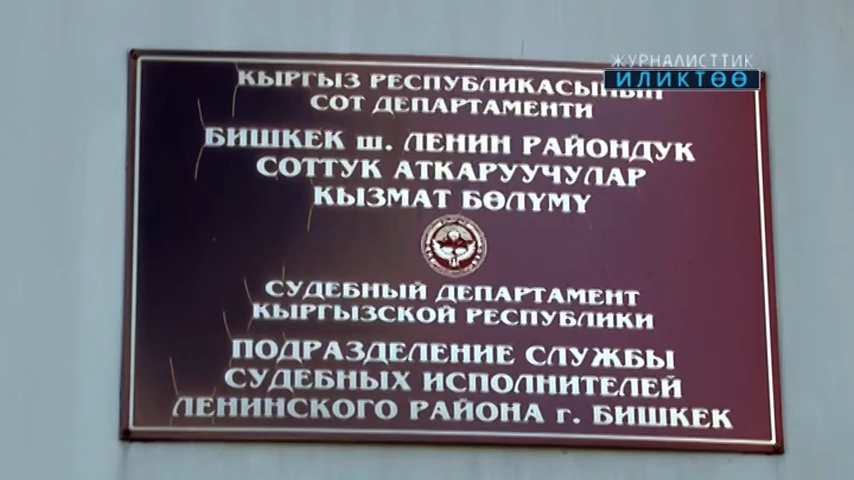 ЖУРНАЛИСТТИК
ИЛИКТӨӨ
КЫРГЫЗ РЕСПУБЛИКАСЫНЫН
СОТ ДЕПАРТАМЕНТИ
БИШКЕК ш. ЛЕНИН РАЙОНДУК
СОТТУК АТКАРУУЧУЛАР
КЫЗМАТ БӨЛҮМҮ
СУДЕБНЫЙ ДЕПАРТАМЕНТ
КЫРГЫЗСКОЙ РЕСПУБЛИКИ
ПОДРАЗДЕЛЕНИЕ СЛУЖБЫ
СУДЕБНЫХ ИСПОЛНИТЕЛЕЙ
ЛЕНИНСКОГО РАЙОНА г. БИШКЕК